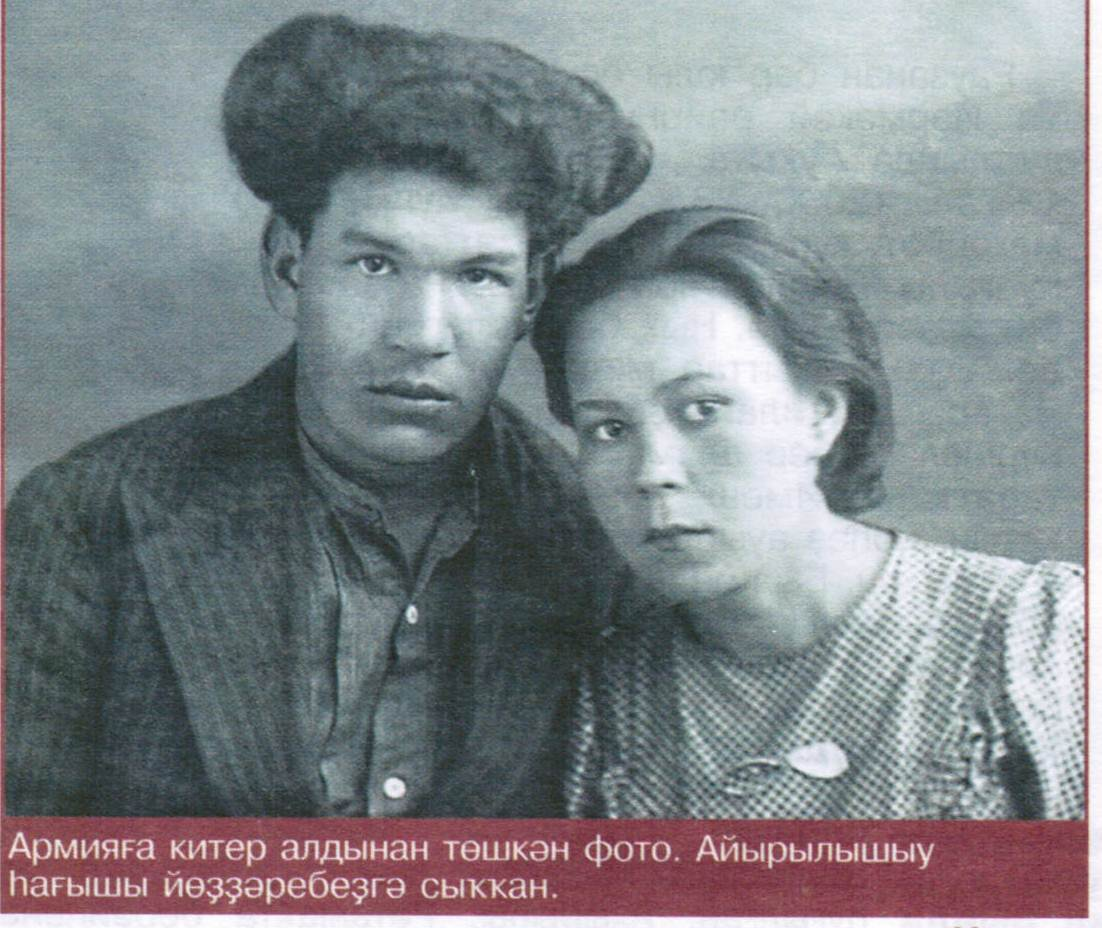 Армияға китер алдынан төшкән фото. Айырылышыу
һағышы йөҙҙәребеҙгә сыҡҡан.